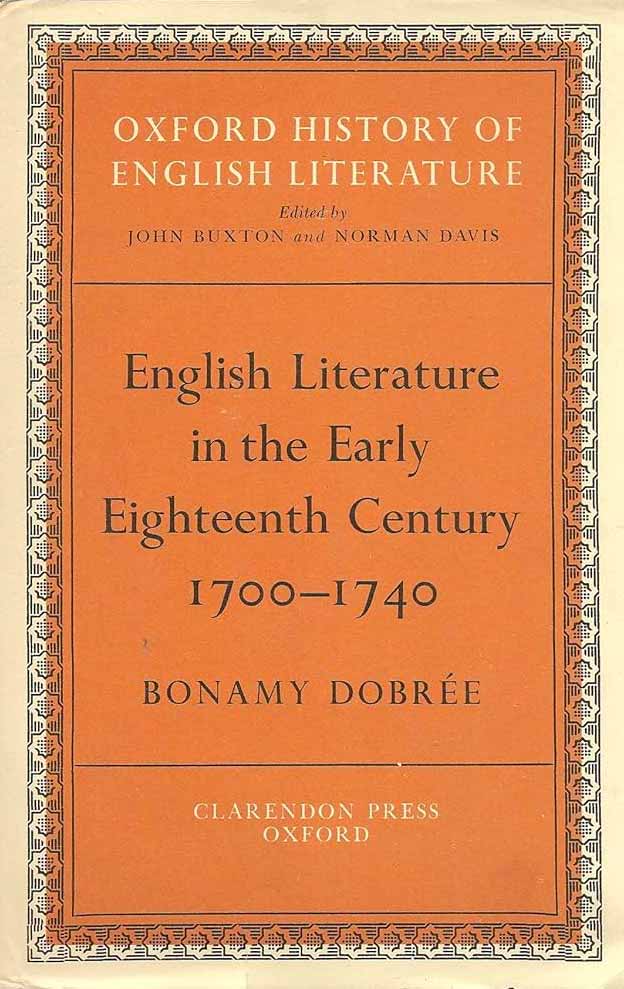 OXFORD HISTORY OF
ENGLISH LITERATURE
Edited by
JOHN BUXTON and NORMAN DAVIS
English Literature
in the Early
Eighteenth Century
1700–1740
BONAMY DOBRÉE
CLARENDON PRESS
OXFORD